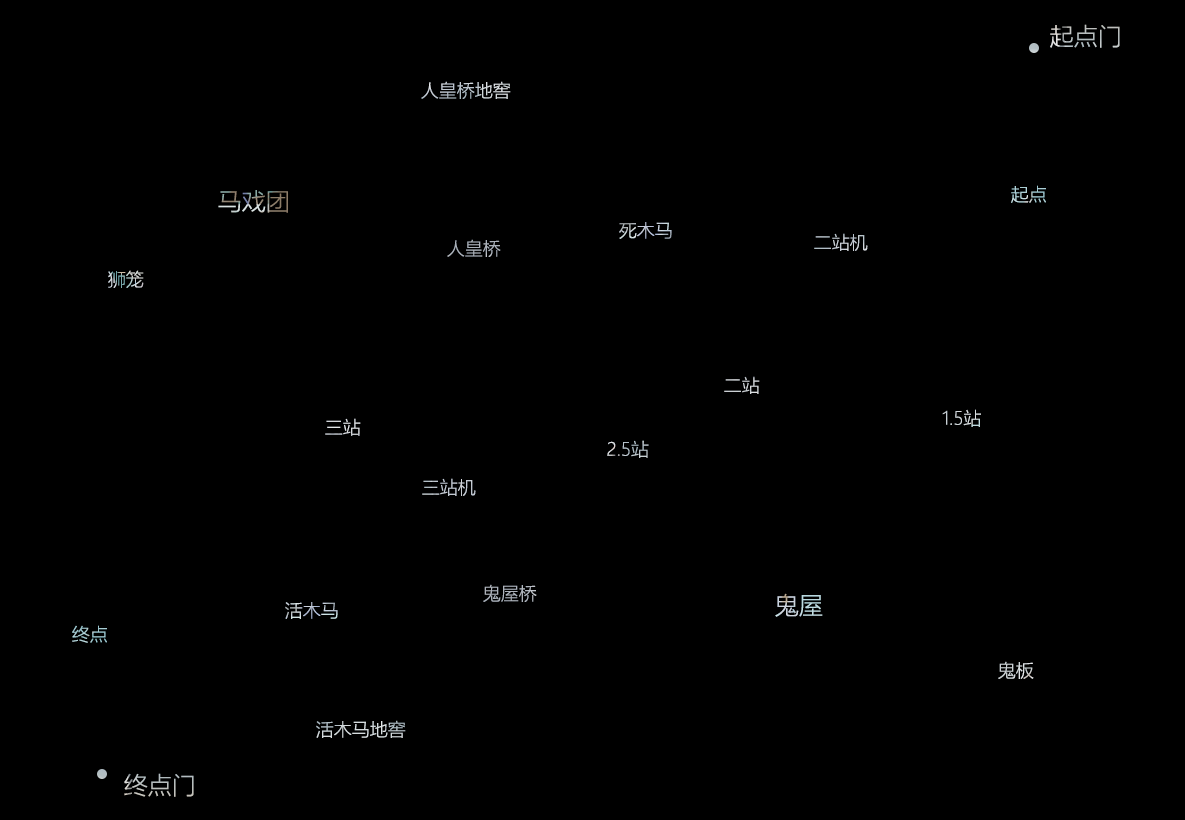 起点门
人皇桥地窖
马戏团
起点
死木马
二站机
人皇桥
狮笼
二站
1.5站
三站
2.5站
三站机
鬼屋桥
鬼屋
活木马
终点
鬼板
活木马地窖
终点门